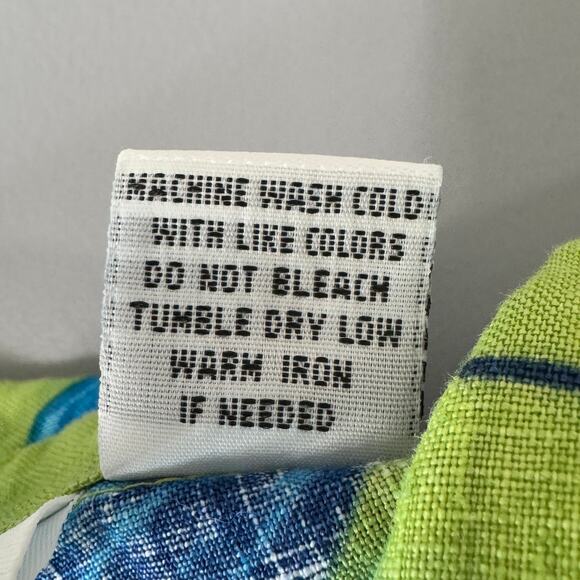 MACHINE WASH COLD
WITH LIKE COLORS
DO NOT BLEACH
TUMBLE DRY LOW
WARM IRON
IF NEEDED